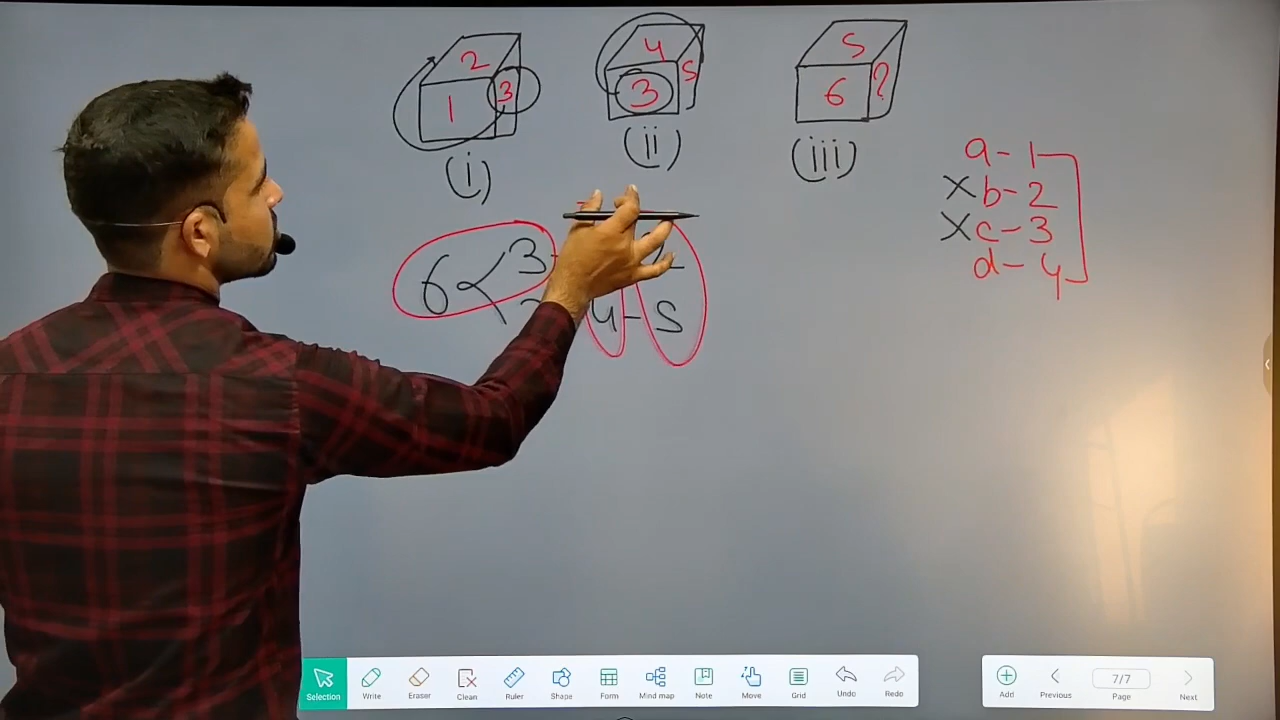 2
1
3
(i)
4
3
5
(ii)
5
6
?
(iii)
a - 1
X b - 2
X c - 3
d - 4
6 < 3
4 - 5
Selection
Write
Eraser
Clean
Ruler
Shape
Form
Mind map
Note
Move
Grid
Undo
Redo
Add
Previous
7/7
Page
Next